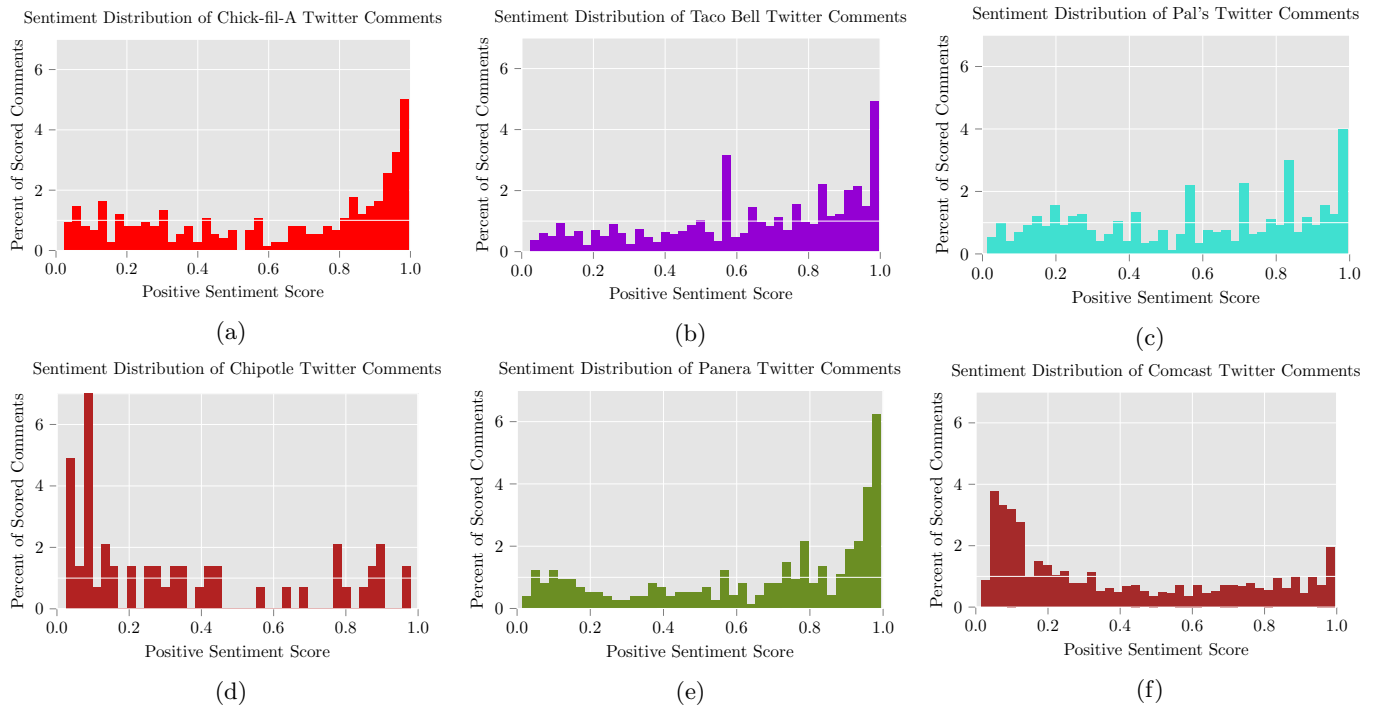 Sentiment Distribution of Chick-fil-A Twitter Comments
Percent of Scored Comments
6
4
2
0
0.0 0.2 0.4 0.6 0.8 1.0
Positive Sentiment Score
(a)
Sentiment Distribution of Taco Bell Twitter Comments
Percent of Scored Comments
6
4
2
0
0.0 0.2 0.4 0.6 0.8 1.0
Positive Sentiment Score
(b)
Sentiment Distribution of Pal's Twitter Comments
Percent of Scored Comments
6
4
2
0
0.0 0.2 0.4 0.6 0.8 1.0
Positive Sentiment Score
(c)
Sentiment Distribution of Chipotle Twitter Comments
Percent of Scored Comments
6
4
2
0
0.0 0.2 0.4 0.6 0.8 1.0
Positive Sentiment Score
(d)
Sentiment Distribution of Panera Twitter Comments
Percent of Scored Comments
6
4
2
0
0.0 0.2 0.4 0.6 0.8 1.0
Positive Sentiment Score
(e)
Sentiment Distribution of Comcast Twitter Comments
Percent of Scored Comments
6
4
2
0
0.0 0.2 0.4 0.6 0.8 1.0
Positive Sentiment Score
(f)